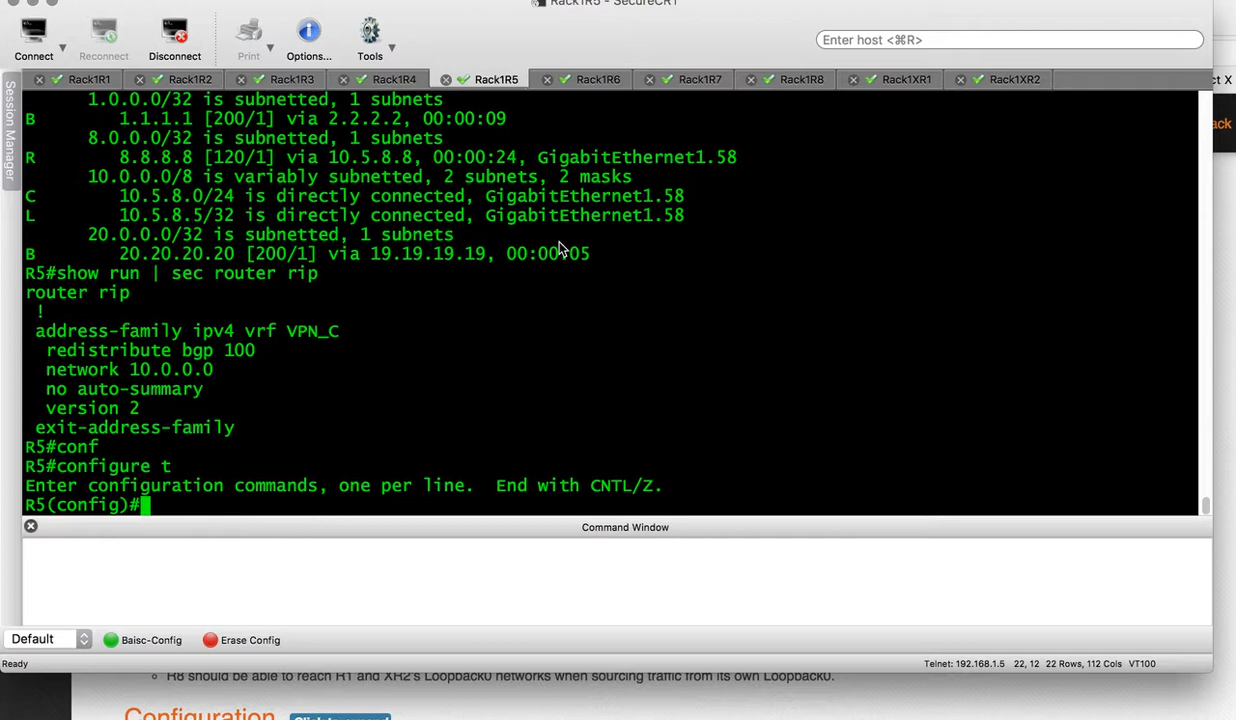 Rack1R5 - SecureCRT
Connect
Reconnect
Disconnect
Print
Options...
Tools
Enter host <⌘R>
Rack1R1
Rack1R2
Rack1R3
Rack1R4
Rack1R5
Rack1R6
Rack1R7
Rack1R8
Rack1XR1
Rack1XR2
ct X
ack
Session Manager
1.0.0.0/32 is subnetted, 1 subnets
B 1.1.1.1 [200/1] via 2.2.2.2, 00:00:09
8.0.0.0/32 is subnetted, 1 subnets
R 8.8.8.8 [120/1] via 10.5.8.8, 00:00:24, GigabitEthernet1.58
10.0.0.0/8 is variably subnetted, 2 subnets, 2 masks
C 10.5.8.0/24 is directly connected, GigabitEthernet1.58
L 10.5.8.5/32 is directly connected, GigabitEthernet1.58
20.0.0.0/32 is subnetted, 1 subnets
B 20.20.20.20 [200/1] via 19.19.19.19, 00:00:05
R5#show run | sec router rip
router rip
!
address-family ipv4 vrf VPN_C
redistribute bgp 100
network 10.0.0.0
no auto-summary
version 2
exit-address-family
R5#conf
R5#configure t
Enter configuration commands, one per line. End with CNTL/Z.
R5(config)#
Command Window
Default
Baisc-Config
Erase Config
Ready
Telnet: 192.168.1.5 22, 12 22 Rows, 112 Cols VT100
R8 should be able to reach R1 and XR2's Loopback0 networks when sourcing traffic from its own Loopback0.
Configuration